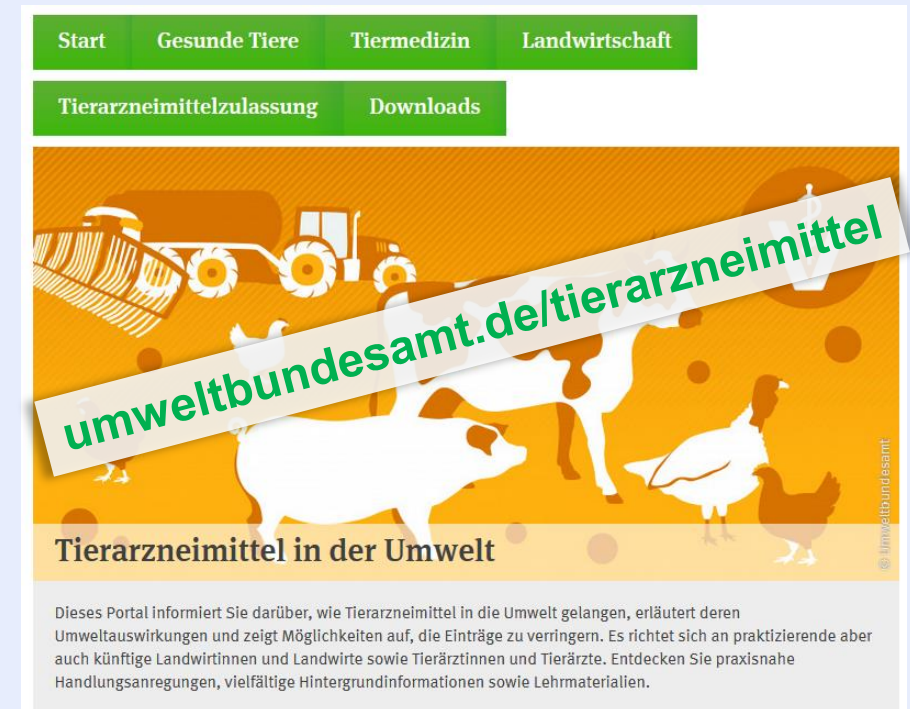 Start Gesunde Tiere Tiermedizin Landwirtschaft
Tierarzneimittelzulassung Downloads
umweltbundesamt.de/tierarzneimittel
© Umweltbundesamt
Tierarzneimittel in der Umwelt
Dieses Portal informiert Sie darüber, wie Tierarzneimittel in die Umwelt gelangen, erläutert deren
Umweltauswirkungen und zeigt Möglichkeiten auf, die Einträge zu verringern. Es richtet sich an praktizierende aber
auch künftige Landwirtinnen und Landwirte sowie Tierärztinnen und Tierärzte. Entdecken Sie praxisnahe
Handlungsanregungen, vielfältige Hintergrundinformationen sowie Lehrmaterialien.